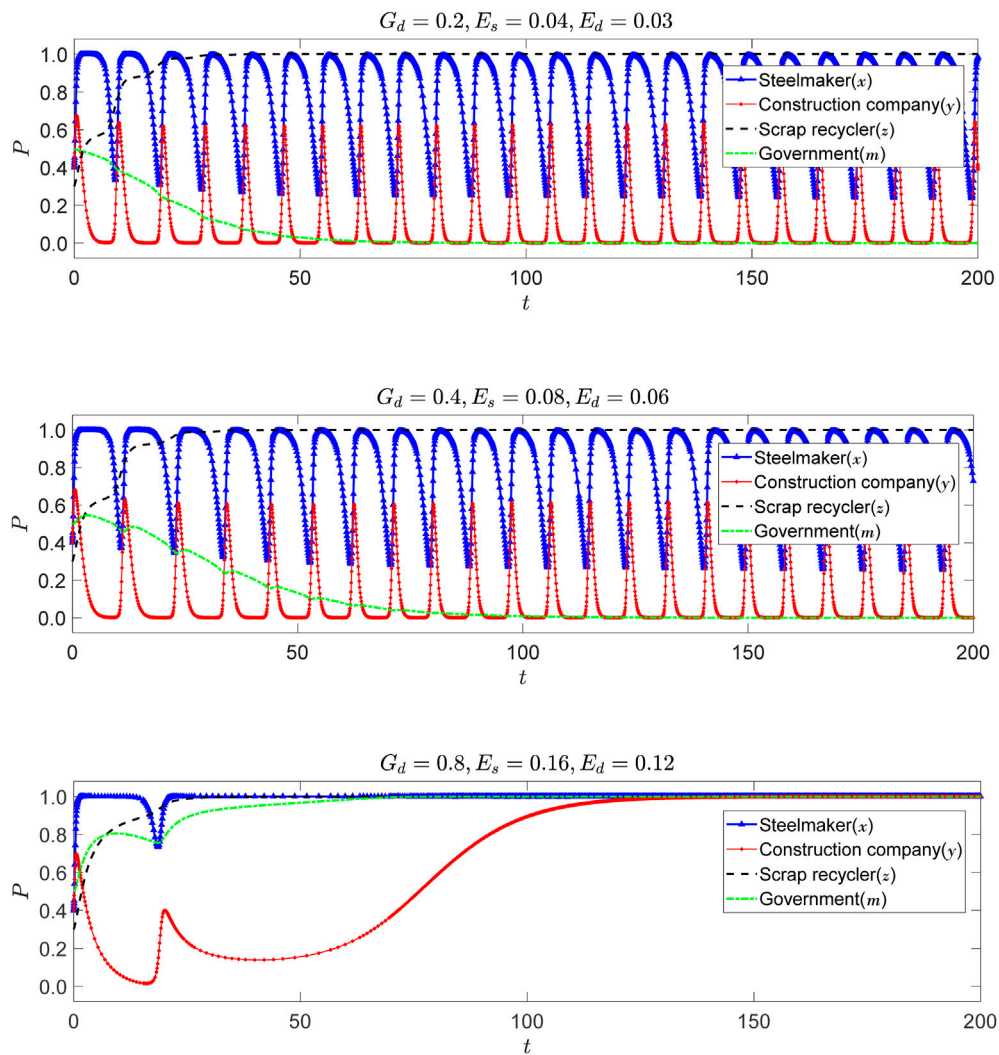 G_d = 0.2, E_s = 0.04, E_d = 0.03
1.0
0.8
0.6
0.4
0.2
0.0
P
Steelmaker(x)
Construction company(y)
Scrap recycler(z)
Government(m)
0 50 100 150 200
t
G_d = 0.4, E_s = 0.08, E_d = 0.06
1.0
0.8
0.6
0.4
0.2
0.0
P
Steelmaker(x)
Construction company(y)
Scrap recycler(z)
Government(m)
0 50 100 150 200
t
G_d = 0.8, E_s = 0.16, E_d = 0.12
1.0
0.8
0.6
0.4
0.2
0.0
P
Steelmaker(x)
Construction company(y)
Scrap recycler(z)
Government(m)
0 50 100 150 200
t